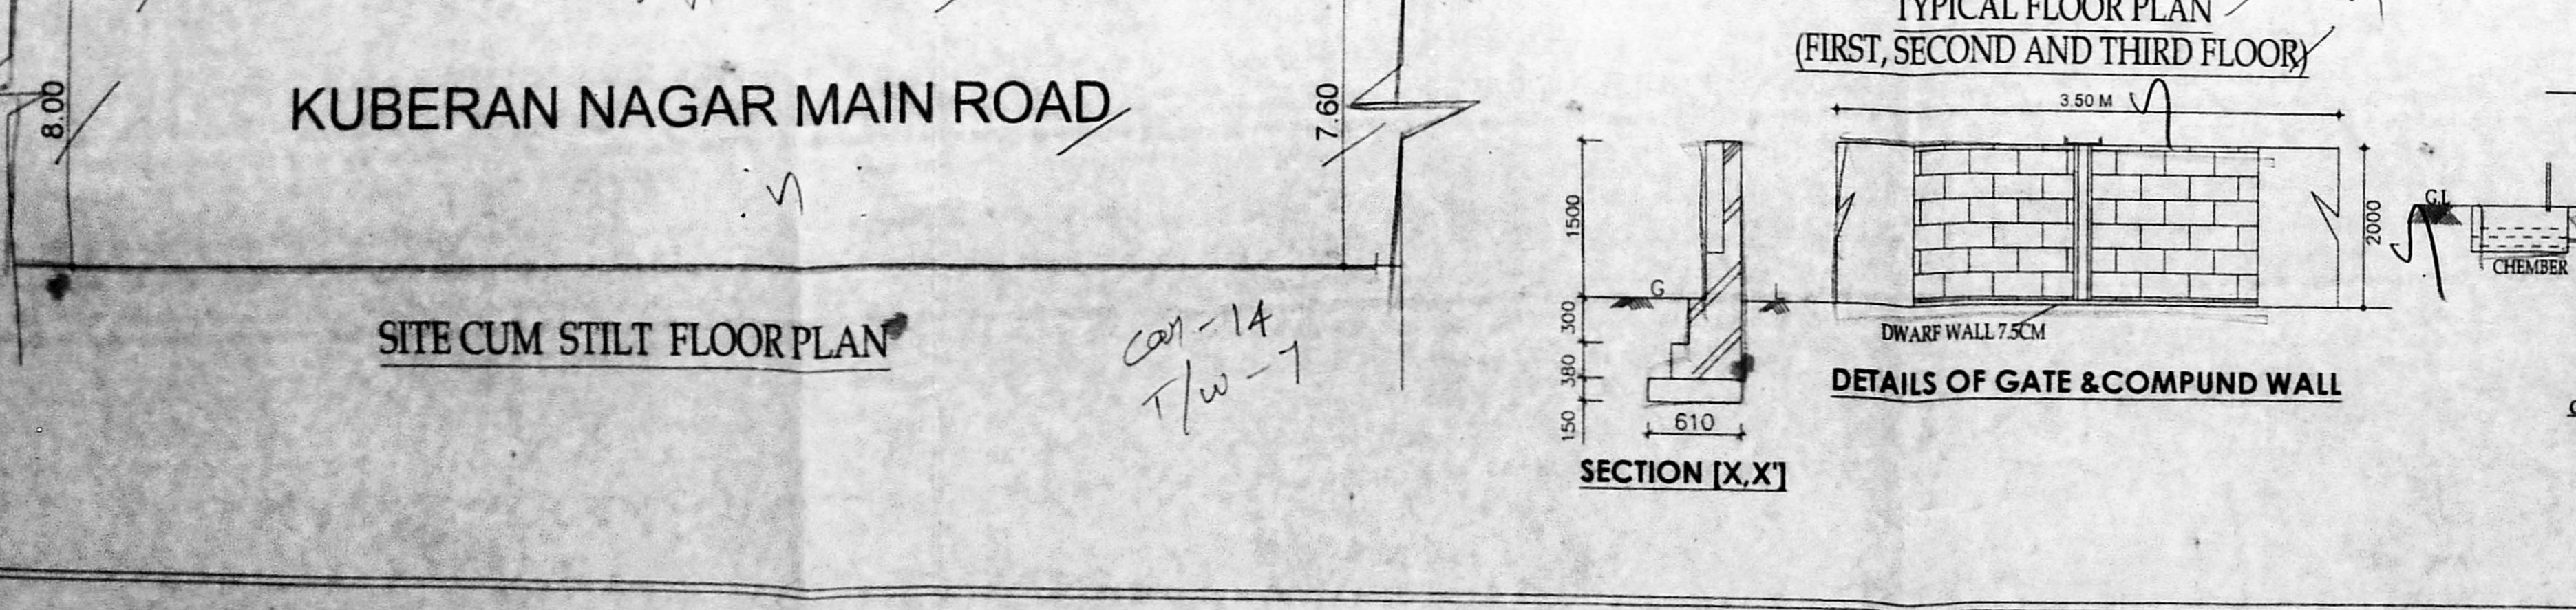 TYPICAL FLOOR PLAN
(FIRST, SECOND AND THIRD FLOOR)
8.00
KUBERAN NAGAR MAIN ROAD
7.60
3.50 M
1500
2000
G.L
CHEMBER
G
L
300
DWARF WALL 7.5CM
SITE CUM STILT FLOOR PLAN
Car - 14
T/W - 7
380
DETAILS OF GATE &COMPUND WALL
150
610
SECTION [X,X']